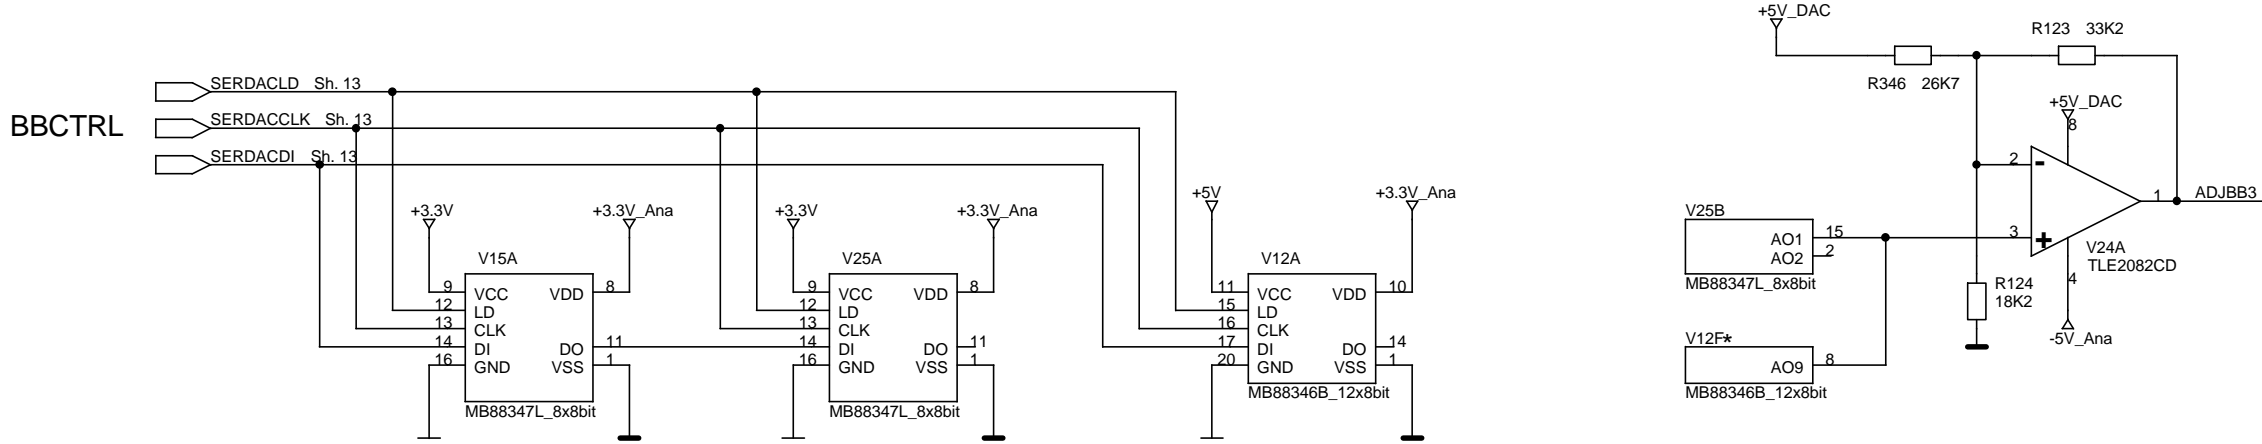 +5V_DAC
R123 33K2
R346 26K7
SERDACLD Sh. 13
BBCTRL
SERDACCLK Sh. 13
SERDACDI Sh. 13
+5V_DAC
8
2
-
+3.3V
+3.3V_Ana
+3.3V
+3.3V_Ana
+5V
+3.3V_Ana
1
ADJBB3
V25B
AO1 15
AO2 2
MB88347L_8x8bit
3
+
V24A
TLE2082CD
4
-5V_Ana
R124
18K2
V12F*
AO9 8
MB88346B_12x8bit
V15A
9 VCC VDD 8
12 LD
13 CLK
14 DI DO 11
16 GND VSS 1
MB88347L_8x8bit
V25A
9 VCC VDD 8
12 LD
13 CLK
14 DI DO 11
16 GND VSS 1
MB88347L_8x8bit
V12A
11 VCC VDD 10
15 LD
16 CLK
17 DI DO 14
20 GND VSS 1
MB88346B_12x8bit